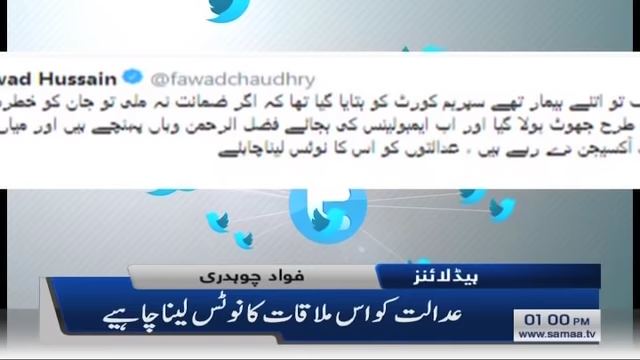 wad Hussain @fawadchaudhry
تو اتنے بیمار تھے سپریم کورٹ کو بتایا گیا تھا کہ اگر ضمانت نہ ملی تو جان کو خطر
طرح جھوٹ بولا گیا اور اب ایمبولینس کی بجائے فضل الرحمن وہاں پہنچے ہیں اور میاں
آکسیجن دے رہے ہیں ، عدالتوں کو اس کا نوٹس لیناچاہئے
ہیڈلائنز
فواد چوہدری
عدالت کو اس ملاقات کا نوٹس لینا چاہیے
01:00 PM
www.samaa.tv